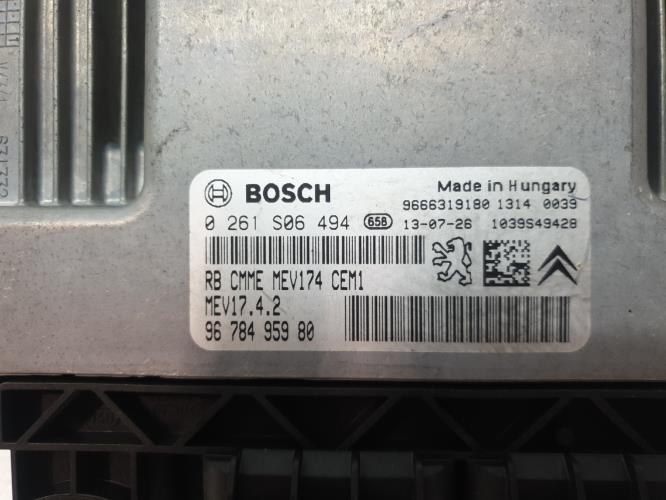 BOSCH
Made in Hungary
9666319180 1314 0039
0 261 S06 494 658 13-07-26 1039S49428
RB CMME MEV174 CEM1
MEV17.4.2
96 784 959 80